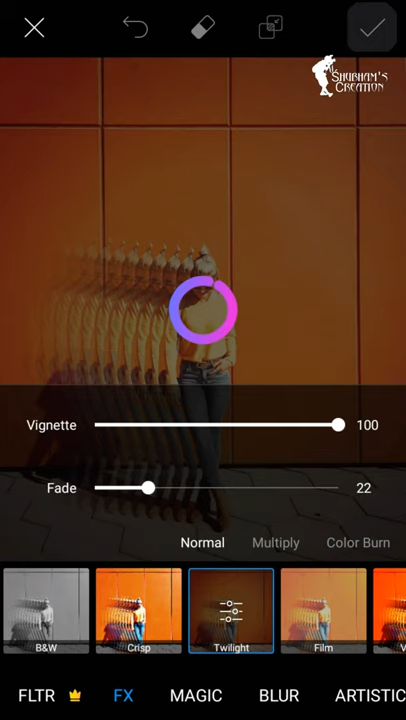 SHUBHAM'S
CREATION
Vignette 100
Fade 22
Normal Multiply Color Burn
B&W Crisp Twilight Film V
FLTR FX MAGIC BLUR ARTISTIC